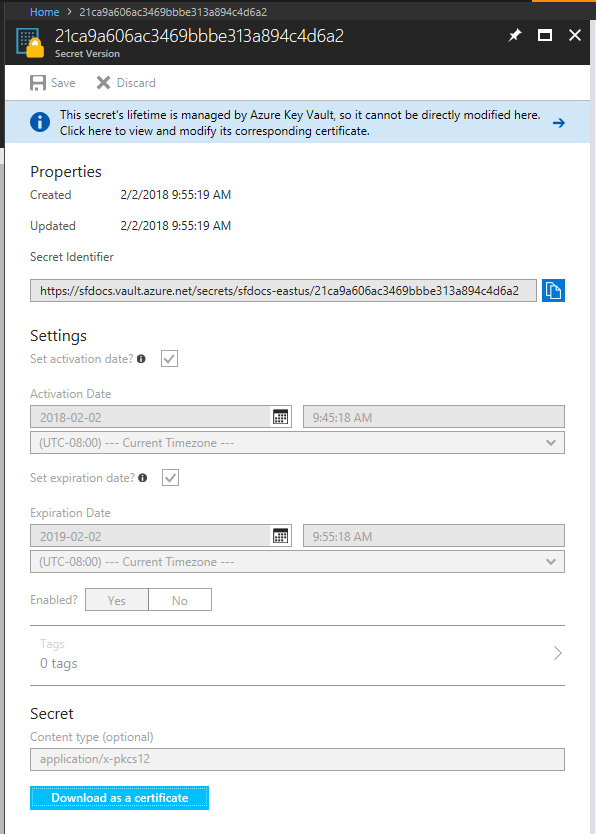 Home > 21ca9a606ac3469bbbe313a894c4d6a2
21ca9a606ac3469bbbe313a894c4d6a2
Secret Version
Save Discard
This secret's lifetime is managed by Azure Key Vault, so it cannot be directly modified here.
Click here to view and modify its corresponding certificate.
Properties
Created 2/2/2018 9:55:19 AM
Updated 2/2/2018 9:55:19 AM
Secret Identifier
https://sfdocs.vault.azure.net/secrets/sfdocs-eastus/21ca9a606ac3469bbbe313a894c4d6a2
Settings
Set activation date?
Activation Date
2018-02-02 9:45:18 AM
(UTC-08:00) --- Current Timezone ---
Set expiration date?
Expiration Date
2019-02-02 9:55:18 AM
(UTC-08:00) --- Current Timezone ---
Enabled? Yes No
Tags
0 tags
Secret
Content type (optional)
application/x-pkcs12
Download as a certificate